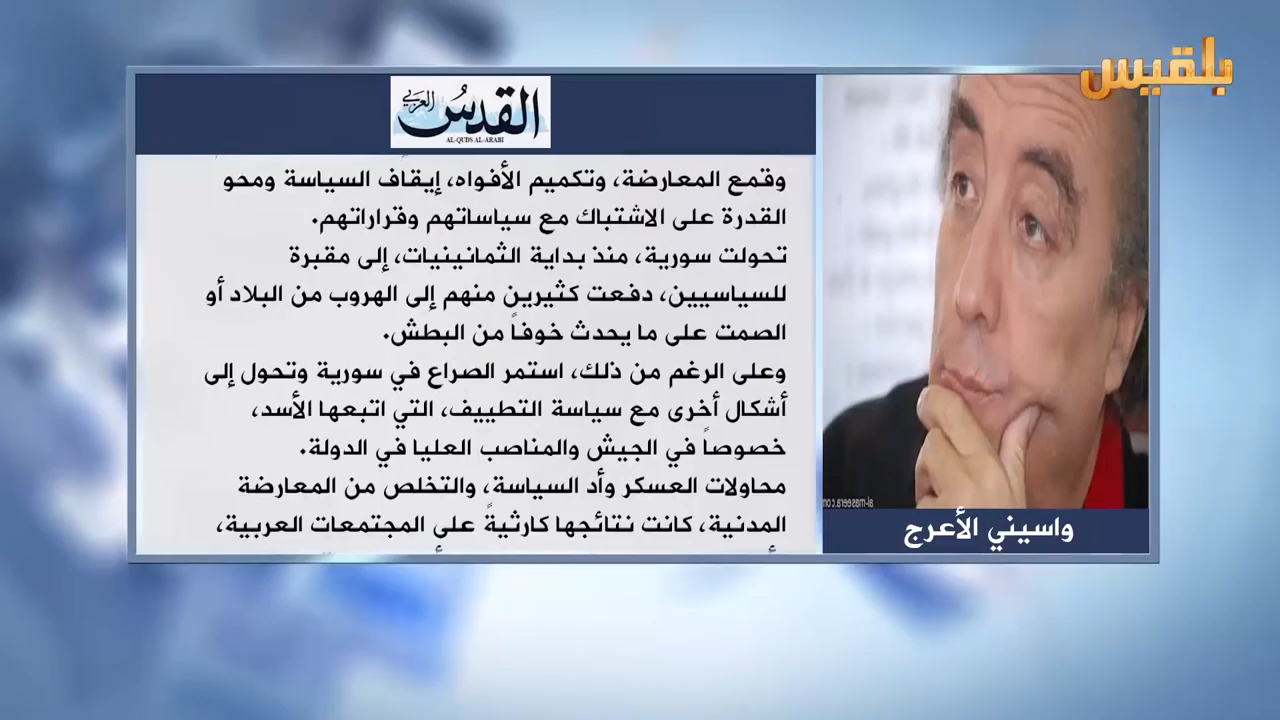 بلقيس
القدس العربي
AL-QUDS AL-ARABI
وقمع المعارضة، وتكميم الأفواه، إيقاف السياسة ومحو
القدرة على الاشتباك مع سياساتهم وقراراتهم.
تحولت سورية، منذ بداية الثمانينيات، إلى مقبرة
للسياسيين، دفعت كثيرين منهم إلى الهروب من البلاد أو
الصمت على ما يحدث خوفاً من البطش.
وعلى الرغم من ذلك، استمر الصراع في سورية وتحول إلى
أشكال أخرى مع سياسة التطييف، التي اتبعها الأسد،
خصوصاً في الجيش والمناصب العليا في الدولة.
محاولات العسكر وأد السياسة، والتخلص من المعارضة
المدنية، كانت نتائجها كارثيةً على المجتمعات العربية،
al-maseera.com
واسيني الأعرج